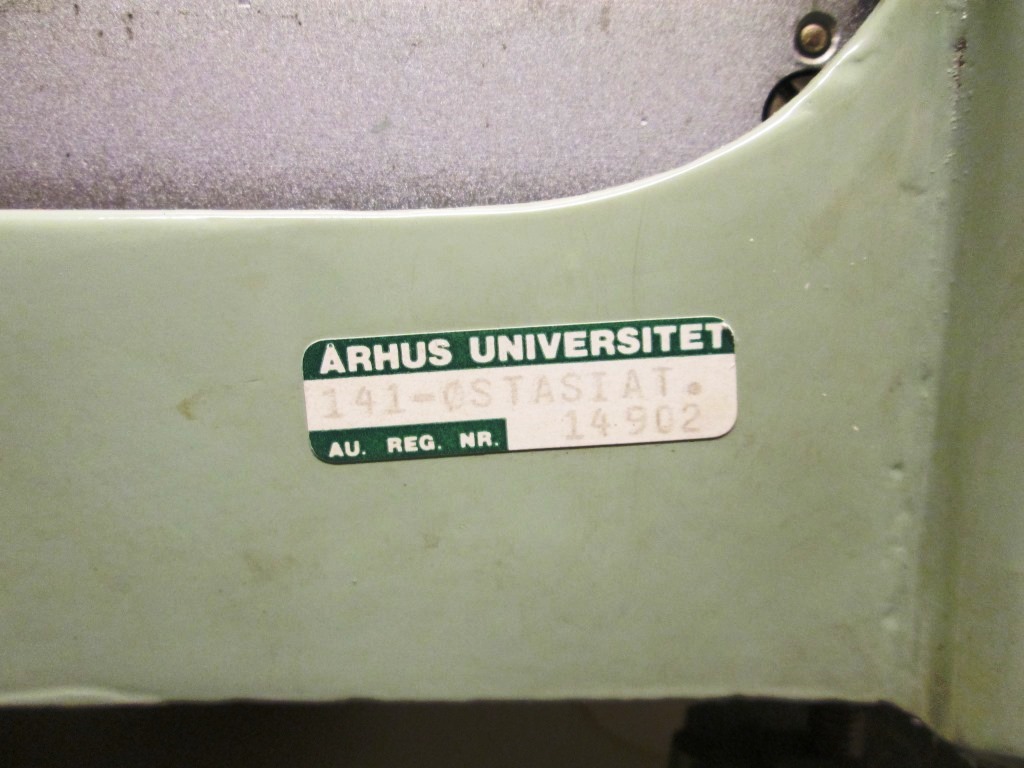 ÅRHUS UNIVERSITET
141-ØSTASIAT.
14902
AU. REG. NR.